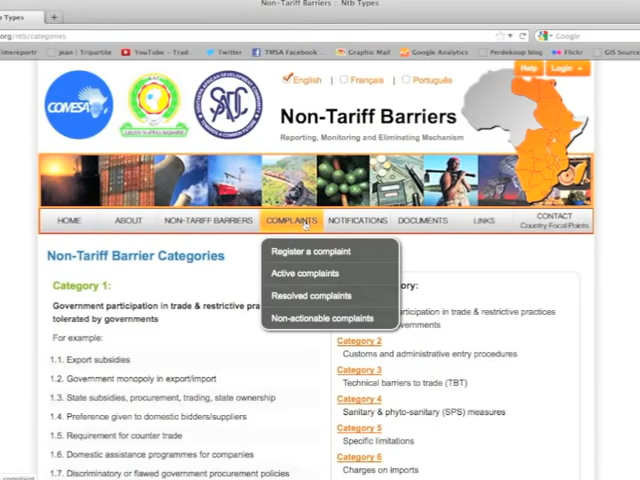 Non-Tariff Barriers :: Ntb Types
b Types
.org/ntb/categories
Google
jean | Tripartite
YouTube - Trad...
Twitter
TMSA Facebook ...
Graphic Mail
Google Analytics
Perdekoop blog
Flickr
GIS Source
English
Français
Português
Help
Login
COMESA
SADC
Non-Tariff Barriers
Reporting, Monitoring and Eliminating Mechanism
HOME
ABOUT
NON-TARIFF BARRIERS
COMPLAINTS
NOTIFICATIONS
DOCUMENTS
LINKS
CONTACT
Country Focal Points
Register a complaint
Active complaints
Resolved complaints
Non-actionable complaints
Non-Tariff Barrier Categories
Category 1:
Government participation in trade & restrictive pra
tolerated by governments
For example:
1.1. Export subsidies
1.2. Government monopoly in export/import
1.3. State subsidies, procurement, trading, state ownership
1.4. Preference given to domestic bidders/suppliers
1.5. Requirement for counter trade
1.6. Domestic assistance programmes for companies
1.7. Discriminatory or flawed government procurement policies
ory:
articipation in trade & restrictive practices
vernments
Category 2
Customs and administrative entry procedures
Category 3
Technical barriers to trade (TBT)
Category 4
Sanitary & phyto-sanitary (SPS) measures
Category 5
Specific limitations
Category 6
Charges on imports